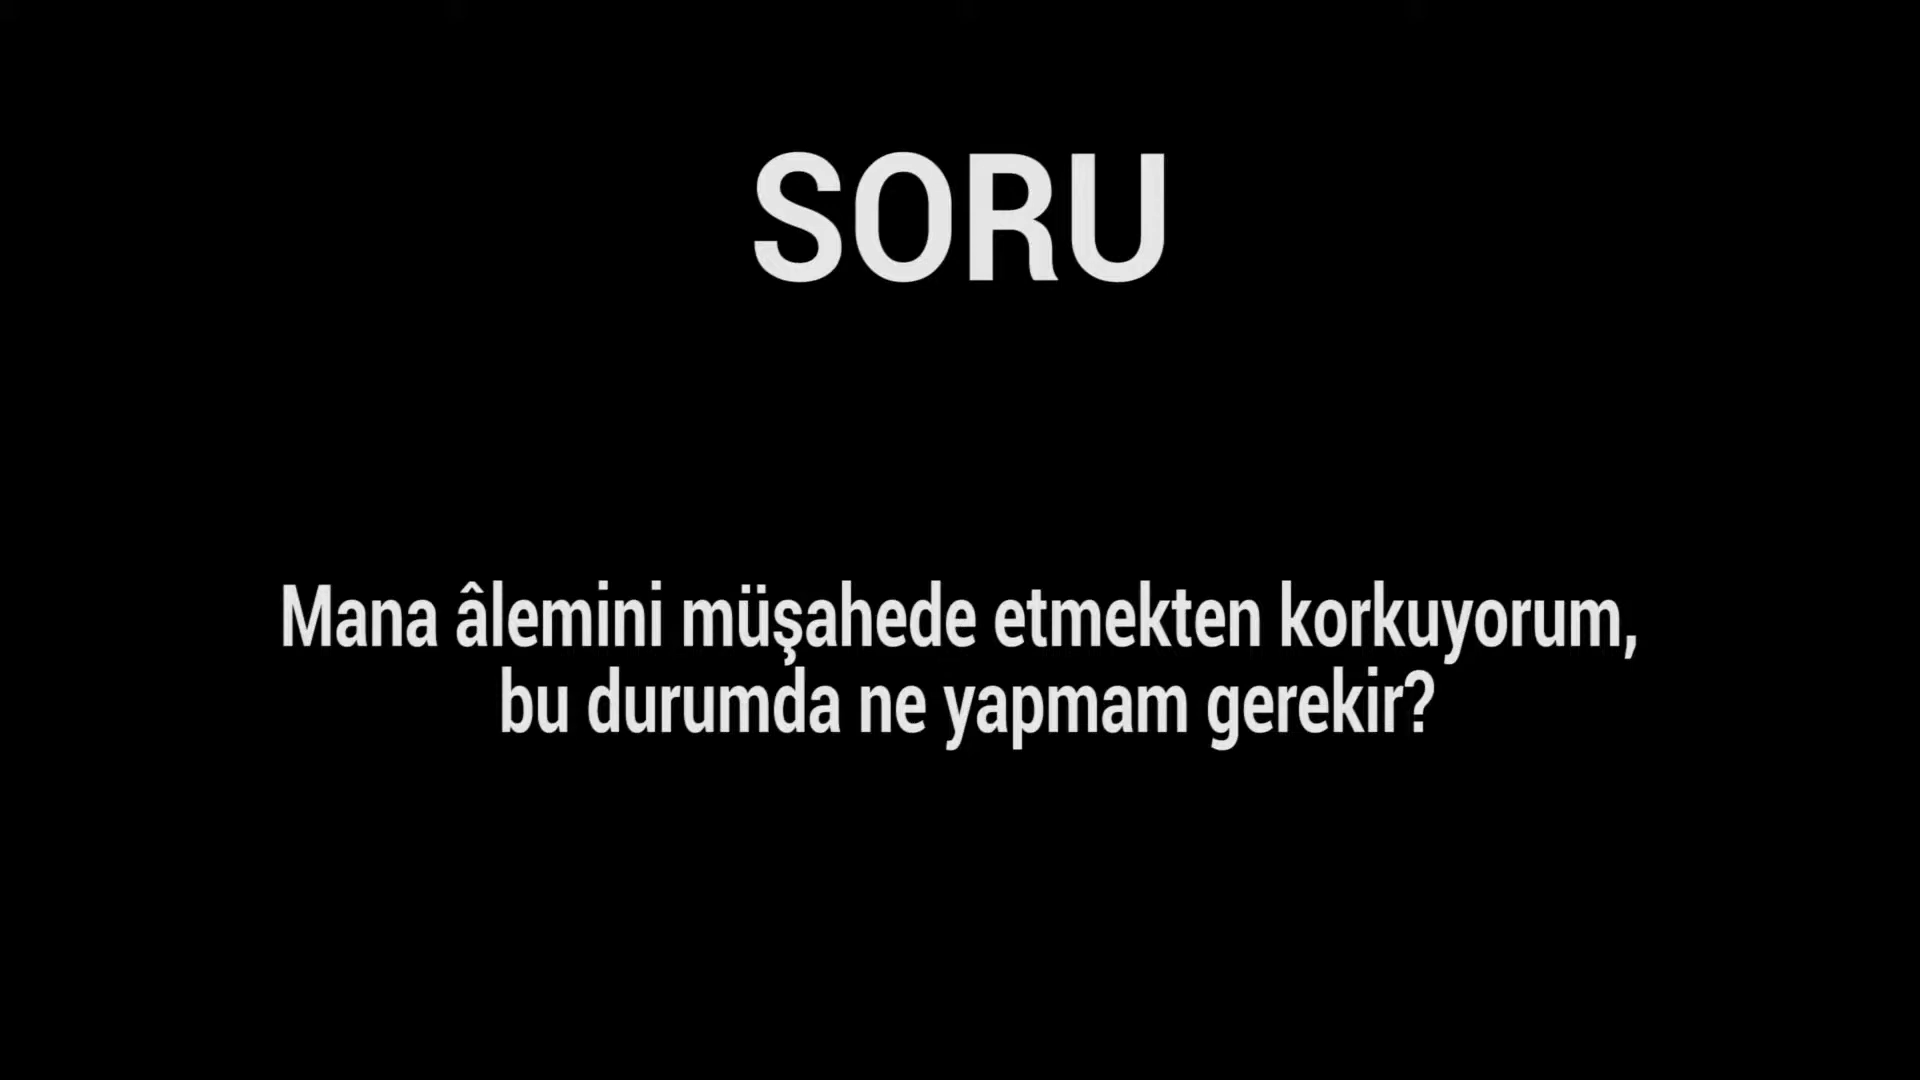 SORU
Mana âlemini müşahede etmekten korkuyorum,
bu durumda ne yapmam gerekir?